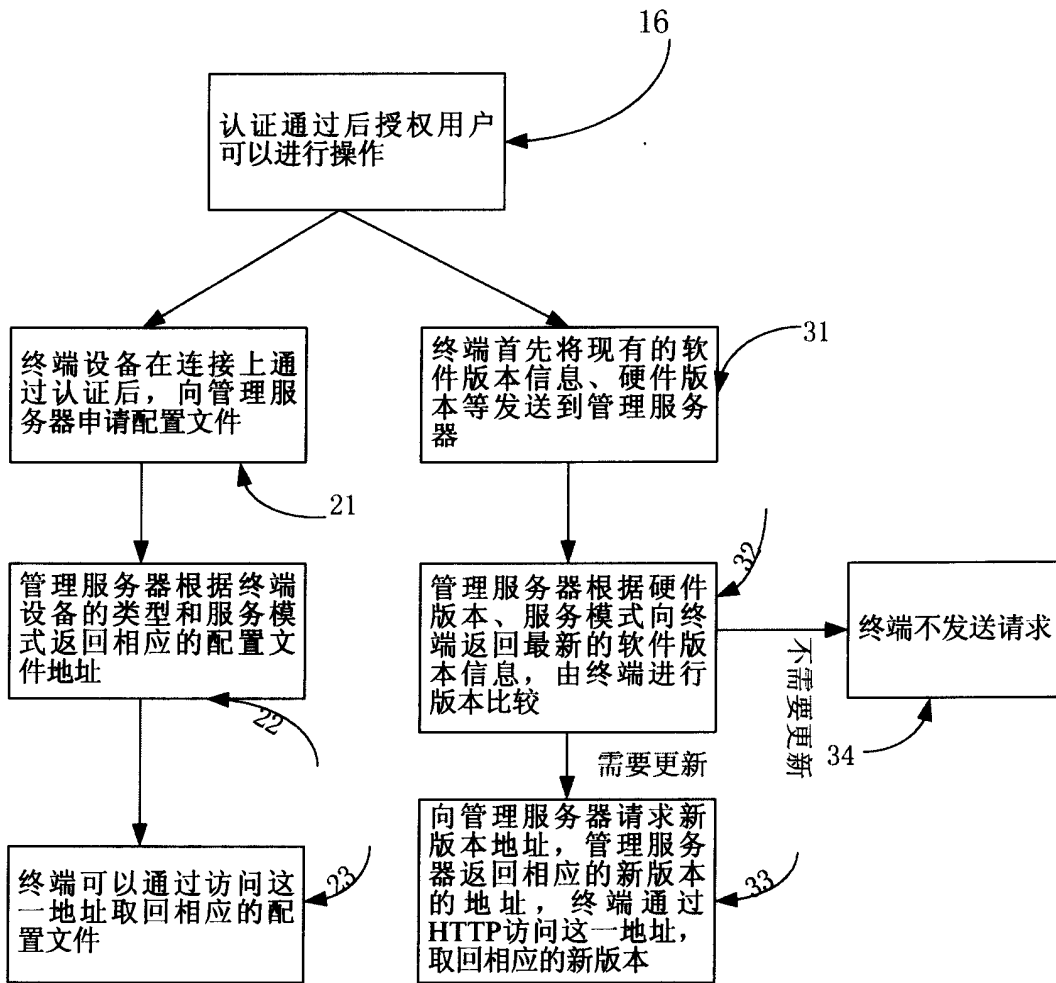 16
认证通过后授权用户
可以进行操作
终端设备在连接上通
过认证后，向管理服
务器申请配置文件
21
终端首先将现有的软
件版本信息、硬件版
本等发送到管理服务
器
31
管理服务器根据终端
设备的类型和服务模
式返回相应的配置文
件地址
22
管理服务器根据硬件
版本、服务模式向终
端返回最新的软件版
本信息，由终端进行
版本比较
32
不需要更新
终端不发送请求
34
需要更新
终端可以通过访问这
一地址取回相应的配
置文件
23
向管理服务器请求新
版本地址，管理服务
器返回相应的新版本
的地址，终端通过
HTTP访问这一地址，
取回相应的新版本
33